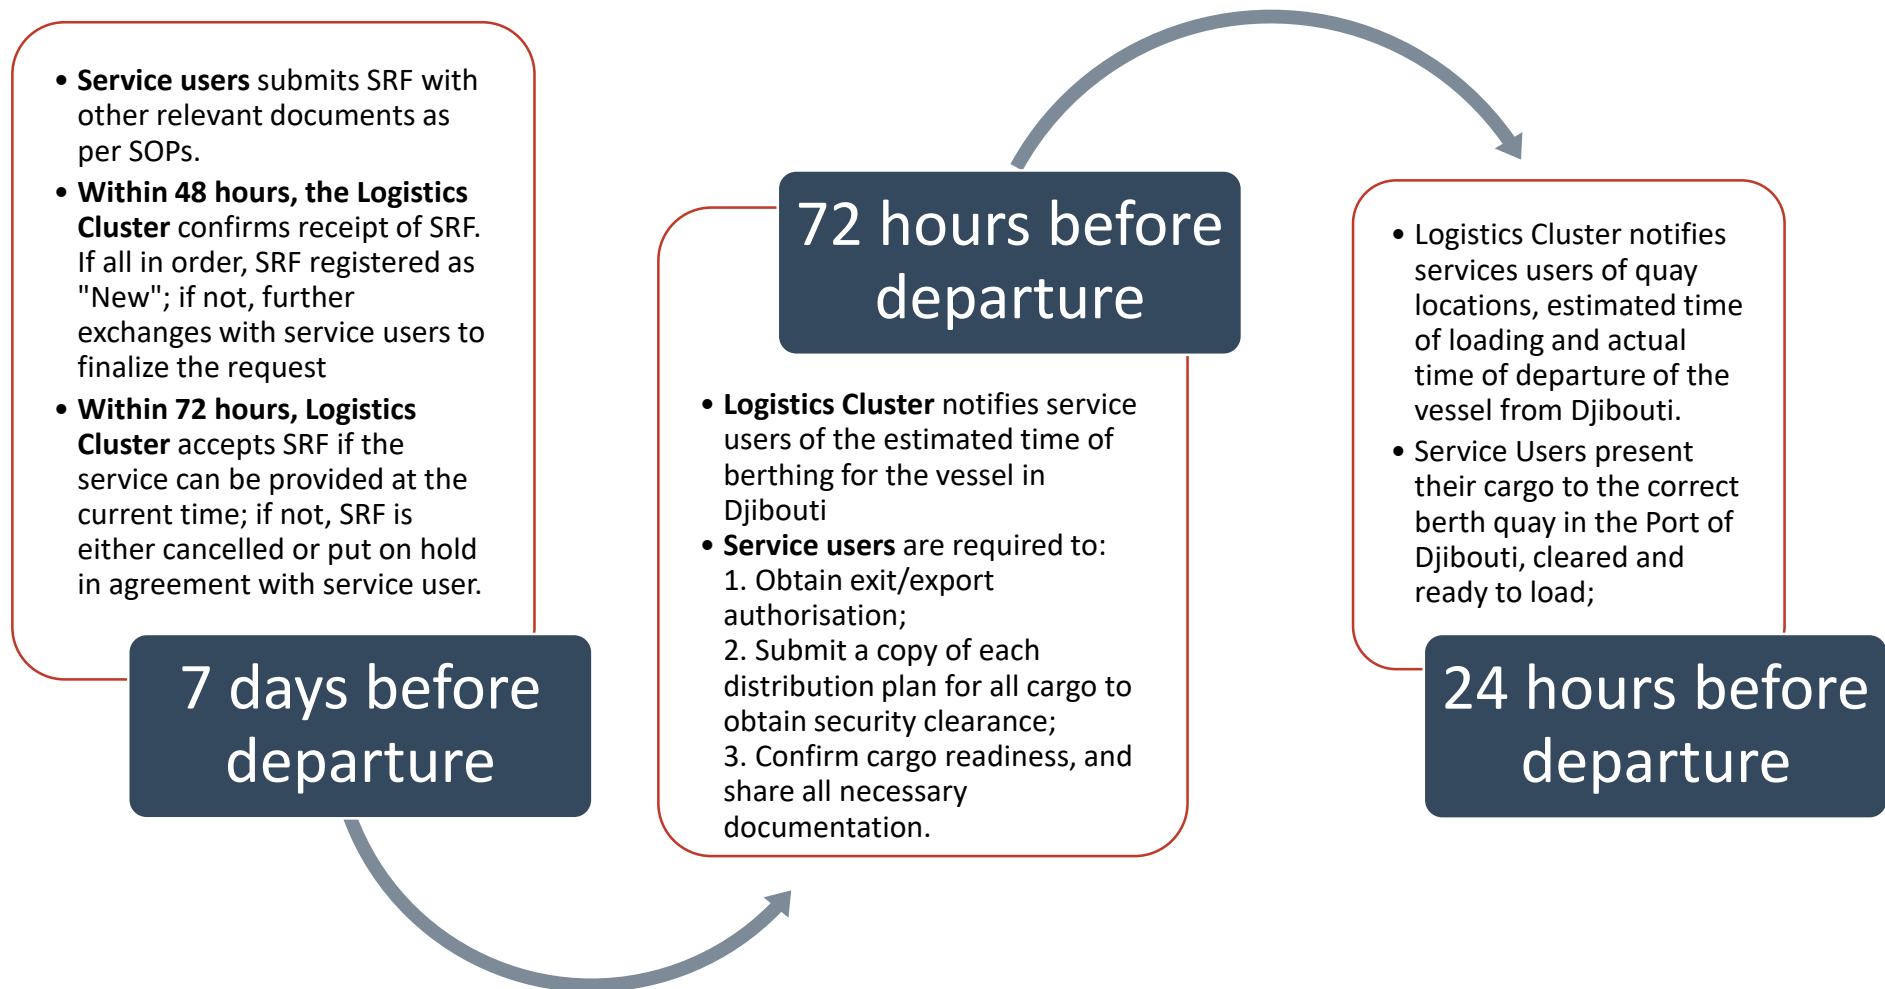 • Service users submits SRF with
other relevant documents as
per SOPs.
• Within 48 hours, the Logistics
Cluster confirms receipt of SRF.
If all in order, SRF registered as
"New"; if not, further
exchanges with service users to
finalize the request
• Within 72 hours, Logistics
Cluster accepts SRF if the
service can be provided at the
current time; if not, SRF is
either cancelled or put on hold
in agreement with service user.
7 days before
departure
72 hours before
departure
• Logistics Cluster notifies service
users of the estimated time of
berthing for the vessel in
Djibouti
• Service users are required to:
1. Obtain exit/export
authorisation;
2. Submit a copy of each
distribution plan for all cargo to
obtain security clearance;
3. Confirm cargo readiness, and
share all necessary
documentation.
• Logistics Cluster notifies
services users of quay
locations, estimated time
of loading and actual
time of departure of the
vessel from Djibouti.
• Service Users present
their cargo to the correct
berth quay in the Port of
Djibouti, cleared and
ready to load;
24 hours before
departure